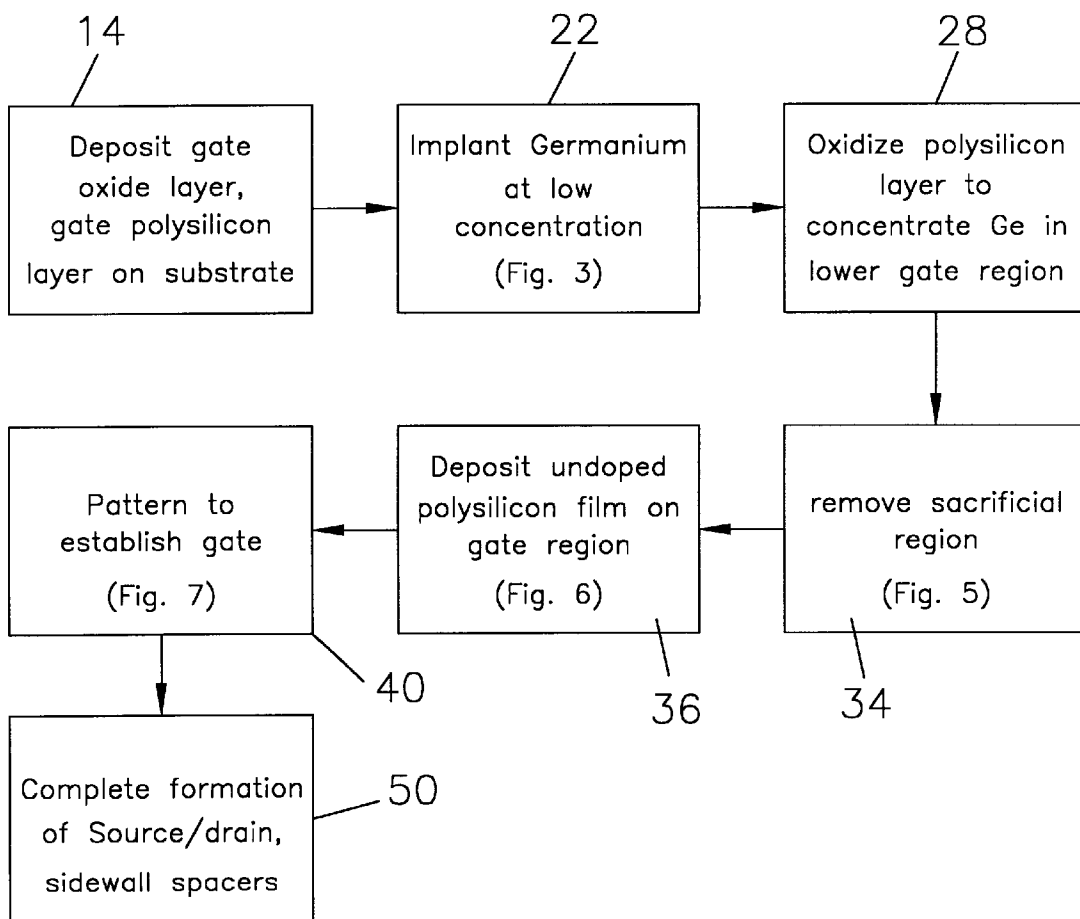 14
Deposit gate
oxide layer,
gate polysilicon
layer on substrate
22
Implant Germanium
at low
concentration
(Fig. 3)
28
Oxidize polysilicon
layer to
concentrate Ge in
lower gate region
remove sacrificial
region
(Fig. 5)
34
Deposit undoped
polysilicon film on
gate region
(Fig. 6)
36
Pattern to
establish gate
(Fig. 7)
40
Complete formation
of Source/drain,
sidewall spacers
50